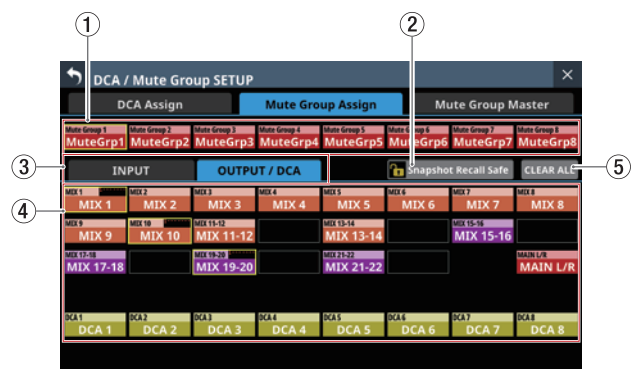 ① ②
DCA / Mute Group SETUP ×
DCA Assign Mute Group Assign Mute Group Master
Mute Group 1 Mute Group 2 Mute Group 3 Mute Group 4 Mute Group 5 Mute Group 6 Mute Group 7 Mute Group 8
MuteGrp1 MuteGrp2 MuteGrp3 MuteGrp4 MuteGrp5 MuteGrp6 MuteGrp7 MuteGrp8
③ INPUT OUTPUT / DCA Snapshot Recall Safe CLEAR ALL ⑤
④
MIX 1 MIX 2 MIX 3 MIX 4 MIX 5 MIX 6 MIX 7 MIX 8
MIX 1 MIX 2 MIX 3 MIX 4 MIX 5 MIX 6 MIX 7 MIX 8
MIX 9 MIX 10 MIX 11-12 MIX 13-14 MIX 15-16
MIX 9 MIX 10 MIX 11-12 MIX 13-14 MIX 15-16
MIX 17-18 MIX 19-20 MIX 21-22 MAIN L/R
MIX 17-18 MIX 19-20 MIX 21-22 MAIN L/R
DCA 1 DCA 2 DCA 3 DCA 4 DCA 5 DCA 6 DCA 7 DCA 8
DCA 1 DCA 2 DCA 3 DCA 4 DCA 5 DCA 6 DCA 7 DCA 8